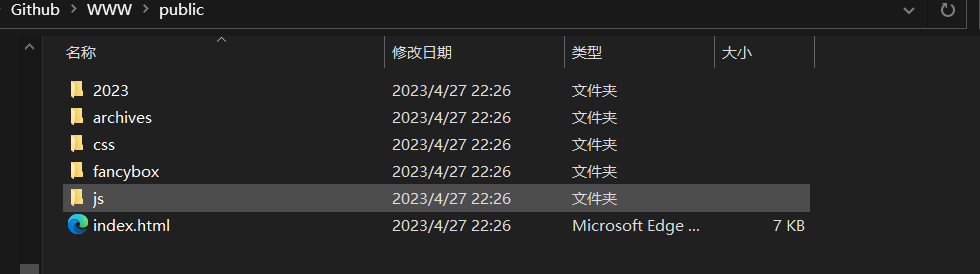 Github > WWW > public
名称 修改日期 类型 大小
2023 2023/4/27 22:26 文件夹
archives 2023/4/27 22:26 文件夹
css 2023/4/27 22:26 文件夹
fancybox 2023/4/27 22:26 文件夹
js 2023/4/27 22:26 文件夹
index.html 2023/4/27 22:26 Microsoft Edge ... 7 KB